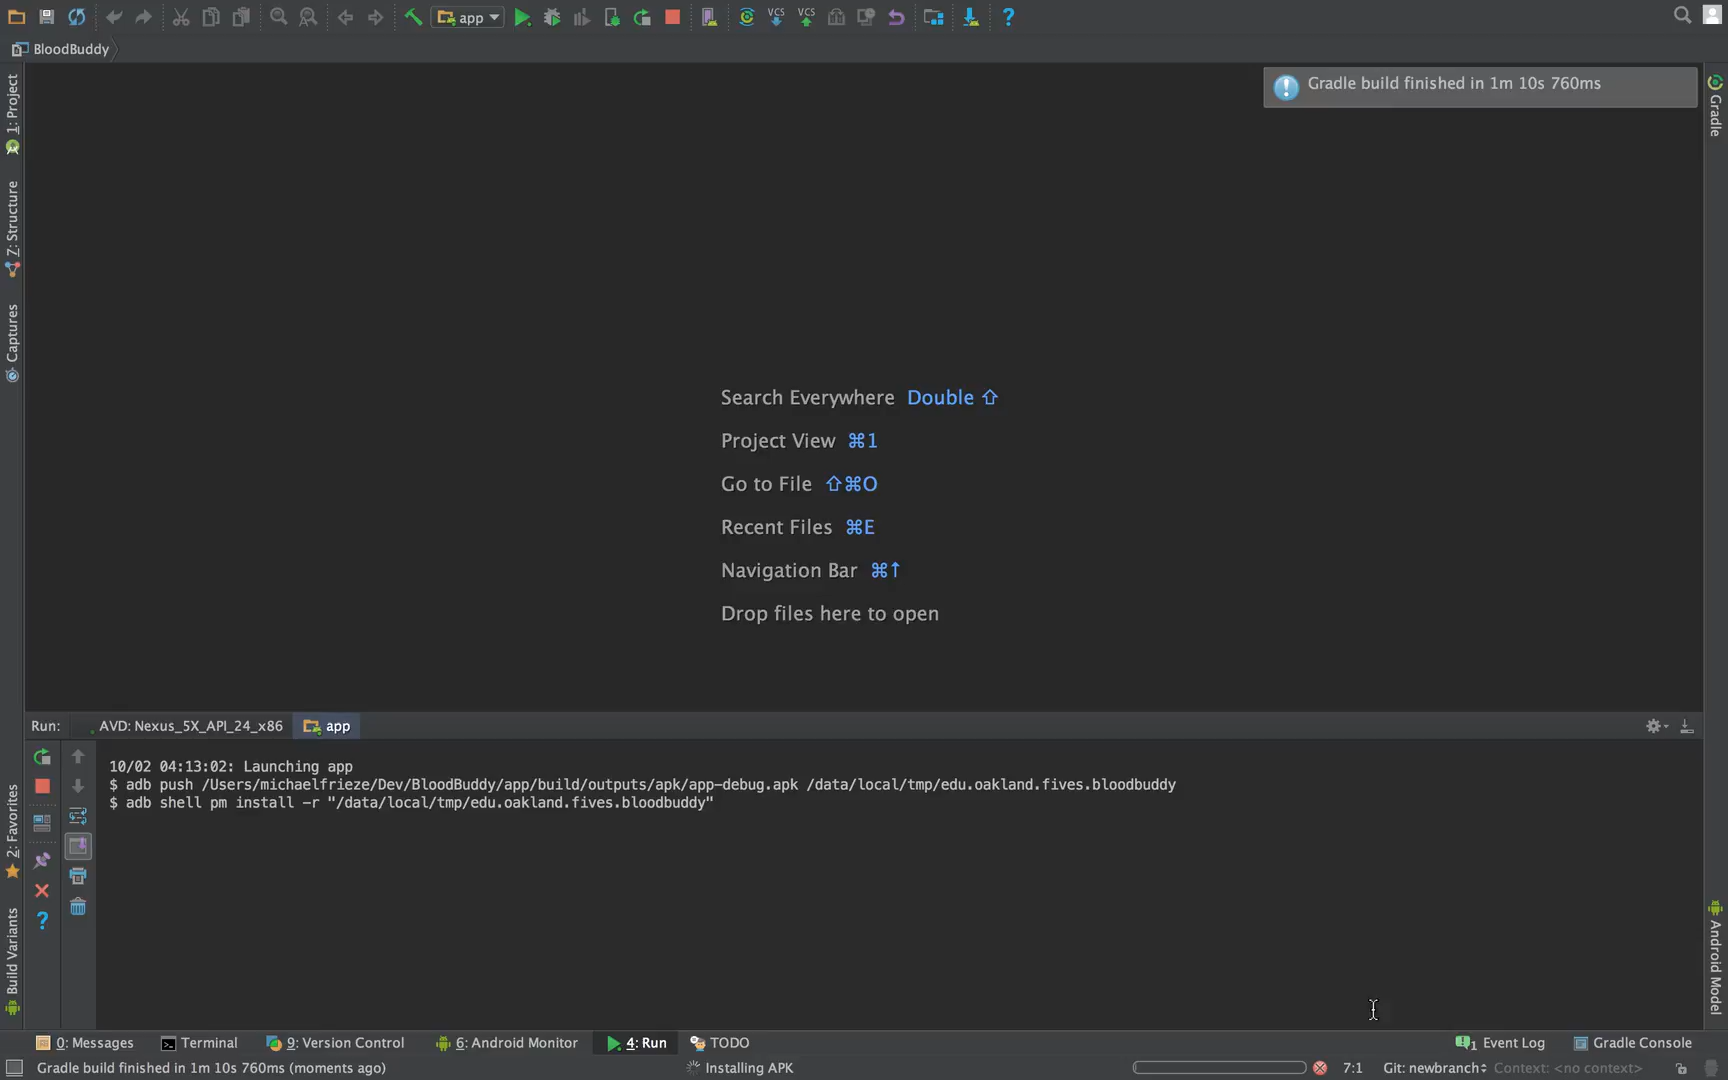 app
VCS VCS
?
BloodBuddy
Gradle build finished in 1m 10s 760ms
1: Project
Z: Structure
Captures
2: Favorites
Build Variants
Gradle
Android Model
Search Everywhere Double ⇧
Project View ⌘1
Go to File ⇧⌘O
Recent Files ⌘E
Navigation Bar ⌘↑
Drop files here to open
Run: AVD: Nexus_5X_API_24_x86 app
10/02 04:13:02: Launching app
$ adb push /Users/michaelfrieze/Dev/BloodBuddy/app/build/outputs/apk/app-debug.apk /data/local/tmp/edu.oakland.fives.bloodbuddy
$ adb shell pm install -r "/data/local/tmp/edu.oakland.fives.bloodbuddy"
?
0: Messages Terminal 9: Version Control 6: Android Monitor 4: Run TODO 1 Event Log Gradle Console
Gradle build finished in 1m 10s 760ms (moments ago) Installing APK 7:1 Git: newbranch Context: <no context>